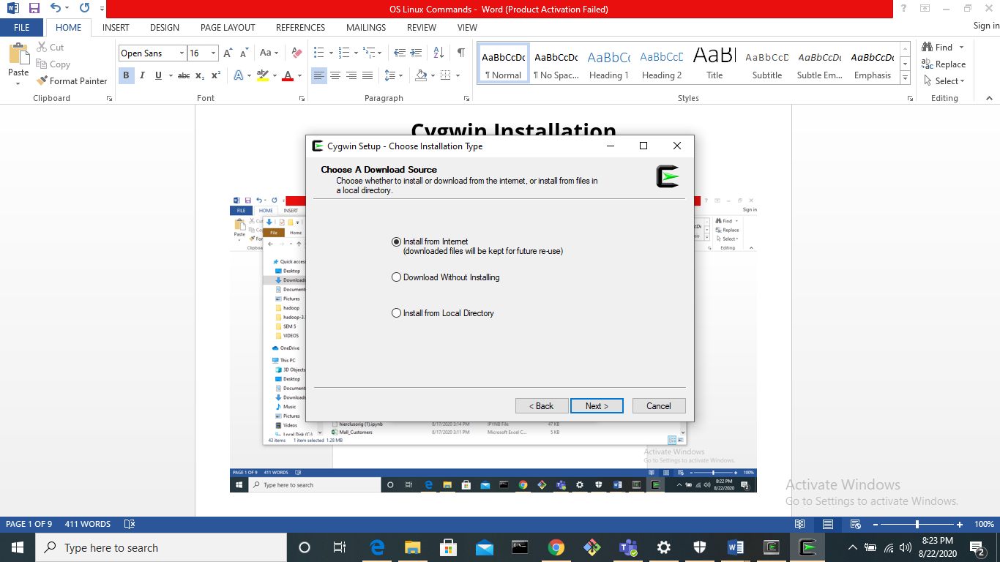 OS Linux Commands - Word (Product Activation Failed)
FILE HOME INSERT DESIGN PAGE LAYOUT REFERENCES MAILINGS REVIEW VIEW Sign in
Paste
Cut
Copy
Format Painter
Clipboard
Open Sans 16
Font
Paragraph
AaBbCcDc AaBbCcDc AaBbCc AaBbCcD AaBl AaBbCcD AaBbCcDc AaBbCcDc
¶ Normal ¶ No Spac... Heading 1 Heading 2 Title Subtitle Subtle Em... Emphasis
Styles
Find
Replace
Select
Editing
Cygwin Installation
Cygwin Setup - Choose Installation Type
Choose A Download Source
Choose whether to install or download from the internet, or install from files in
a local directory.
Install from Internet
(downloaded files will be kept for future re-use)
Download Without Installing
Install from Local Directory
< Back Next > Cancel
FILE HOME INSERT
Sign in
Paste
File Home
Find
Replace
Select
Editing
Quick access
Desktop
Downloads
Documents
Pictures
hadoop
hadoop-3.
SEM 5
VIDEOS
OneDrive
This PC
3D Objects
Desktop
Documents
Downloads
Music
Pictures
Videos
Local Disk (C:)
hierclusong (1).ipynb 8/17/2020 3:14 PM IPYNB File 47 KB
Mall_Customers 8/17/2020 3:11 PM Microsoft Excel C... 5 KB
43 items 1 item selected 1.28 MB
Activate Windows
Go to Settings to activate Windows.
PAGE 1 OF 9 411 WORDS 100%
Type here to search
8:22 PM
8/22/2020
Activate Windows
Go to Settings to activate Windows.
PAGE 1 OF 9 411 WORDS 100%
Type here to search
8:23 PM
8/22/2020
2